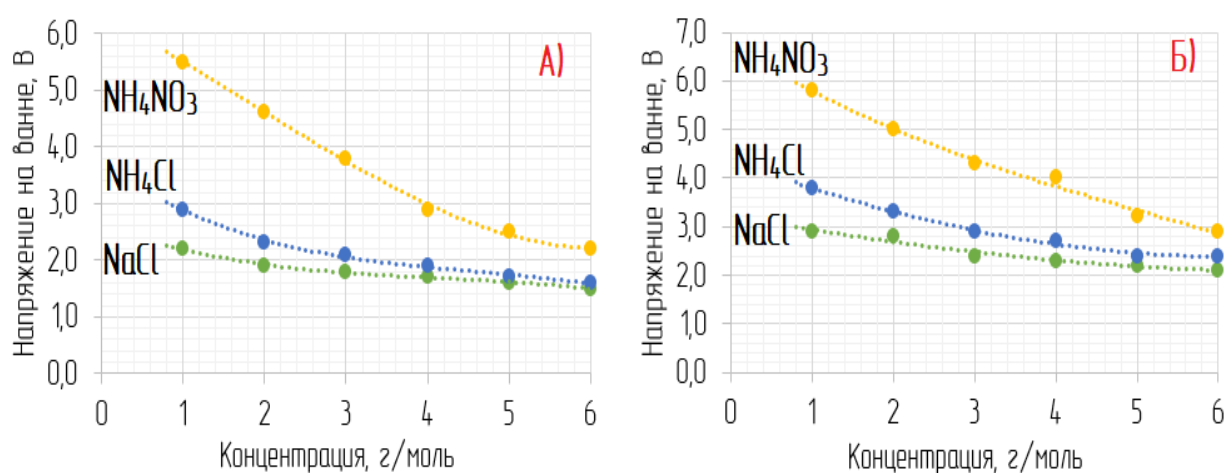 Напряжение на ванне, В
6,0
5,0
4,0
3,0
2,0
1,0
0,0
А)
NH₄NO₃
NH₄Cl
NaCl
0 1 2 3 4 5 6
Концентрация, г/моль
Напряжение на ванне, В
7,0
6,0
5,0
4,0
3,0
2,0
1,0
0,0
Б)
NH₄NO₃
NH₄Cl
NaCl
0 1 2 3 4 5 6
Концентрация, г/моль